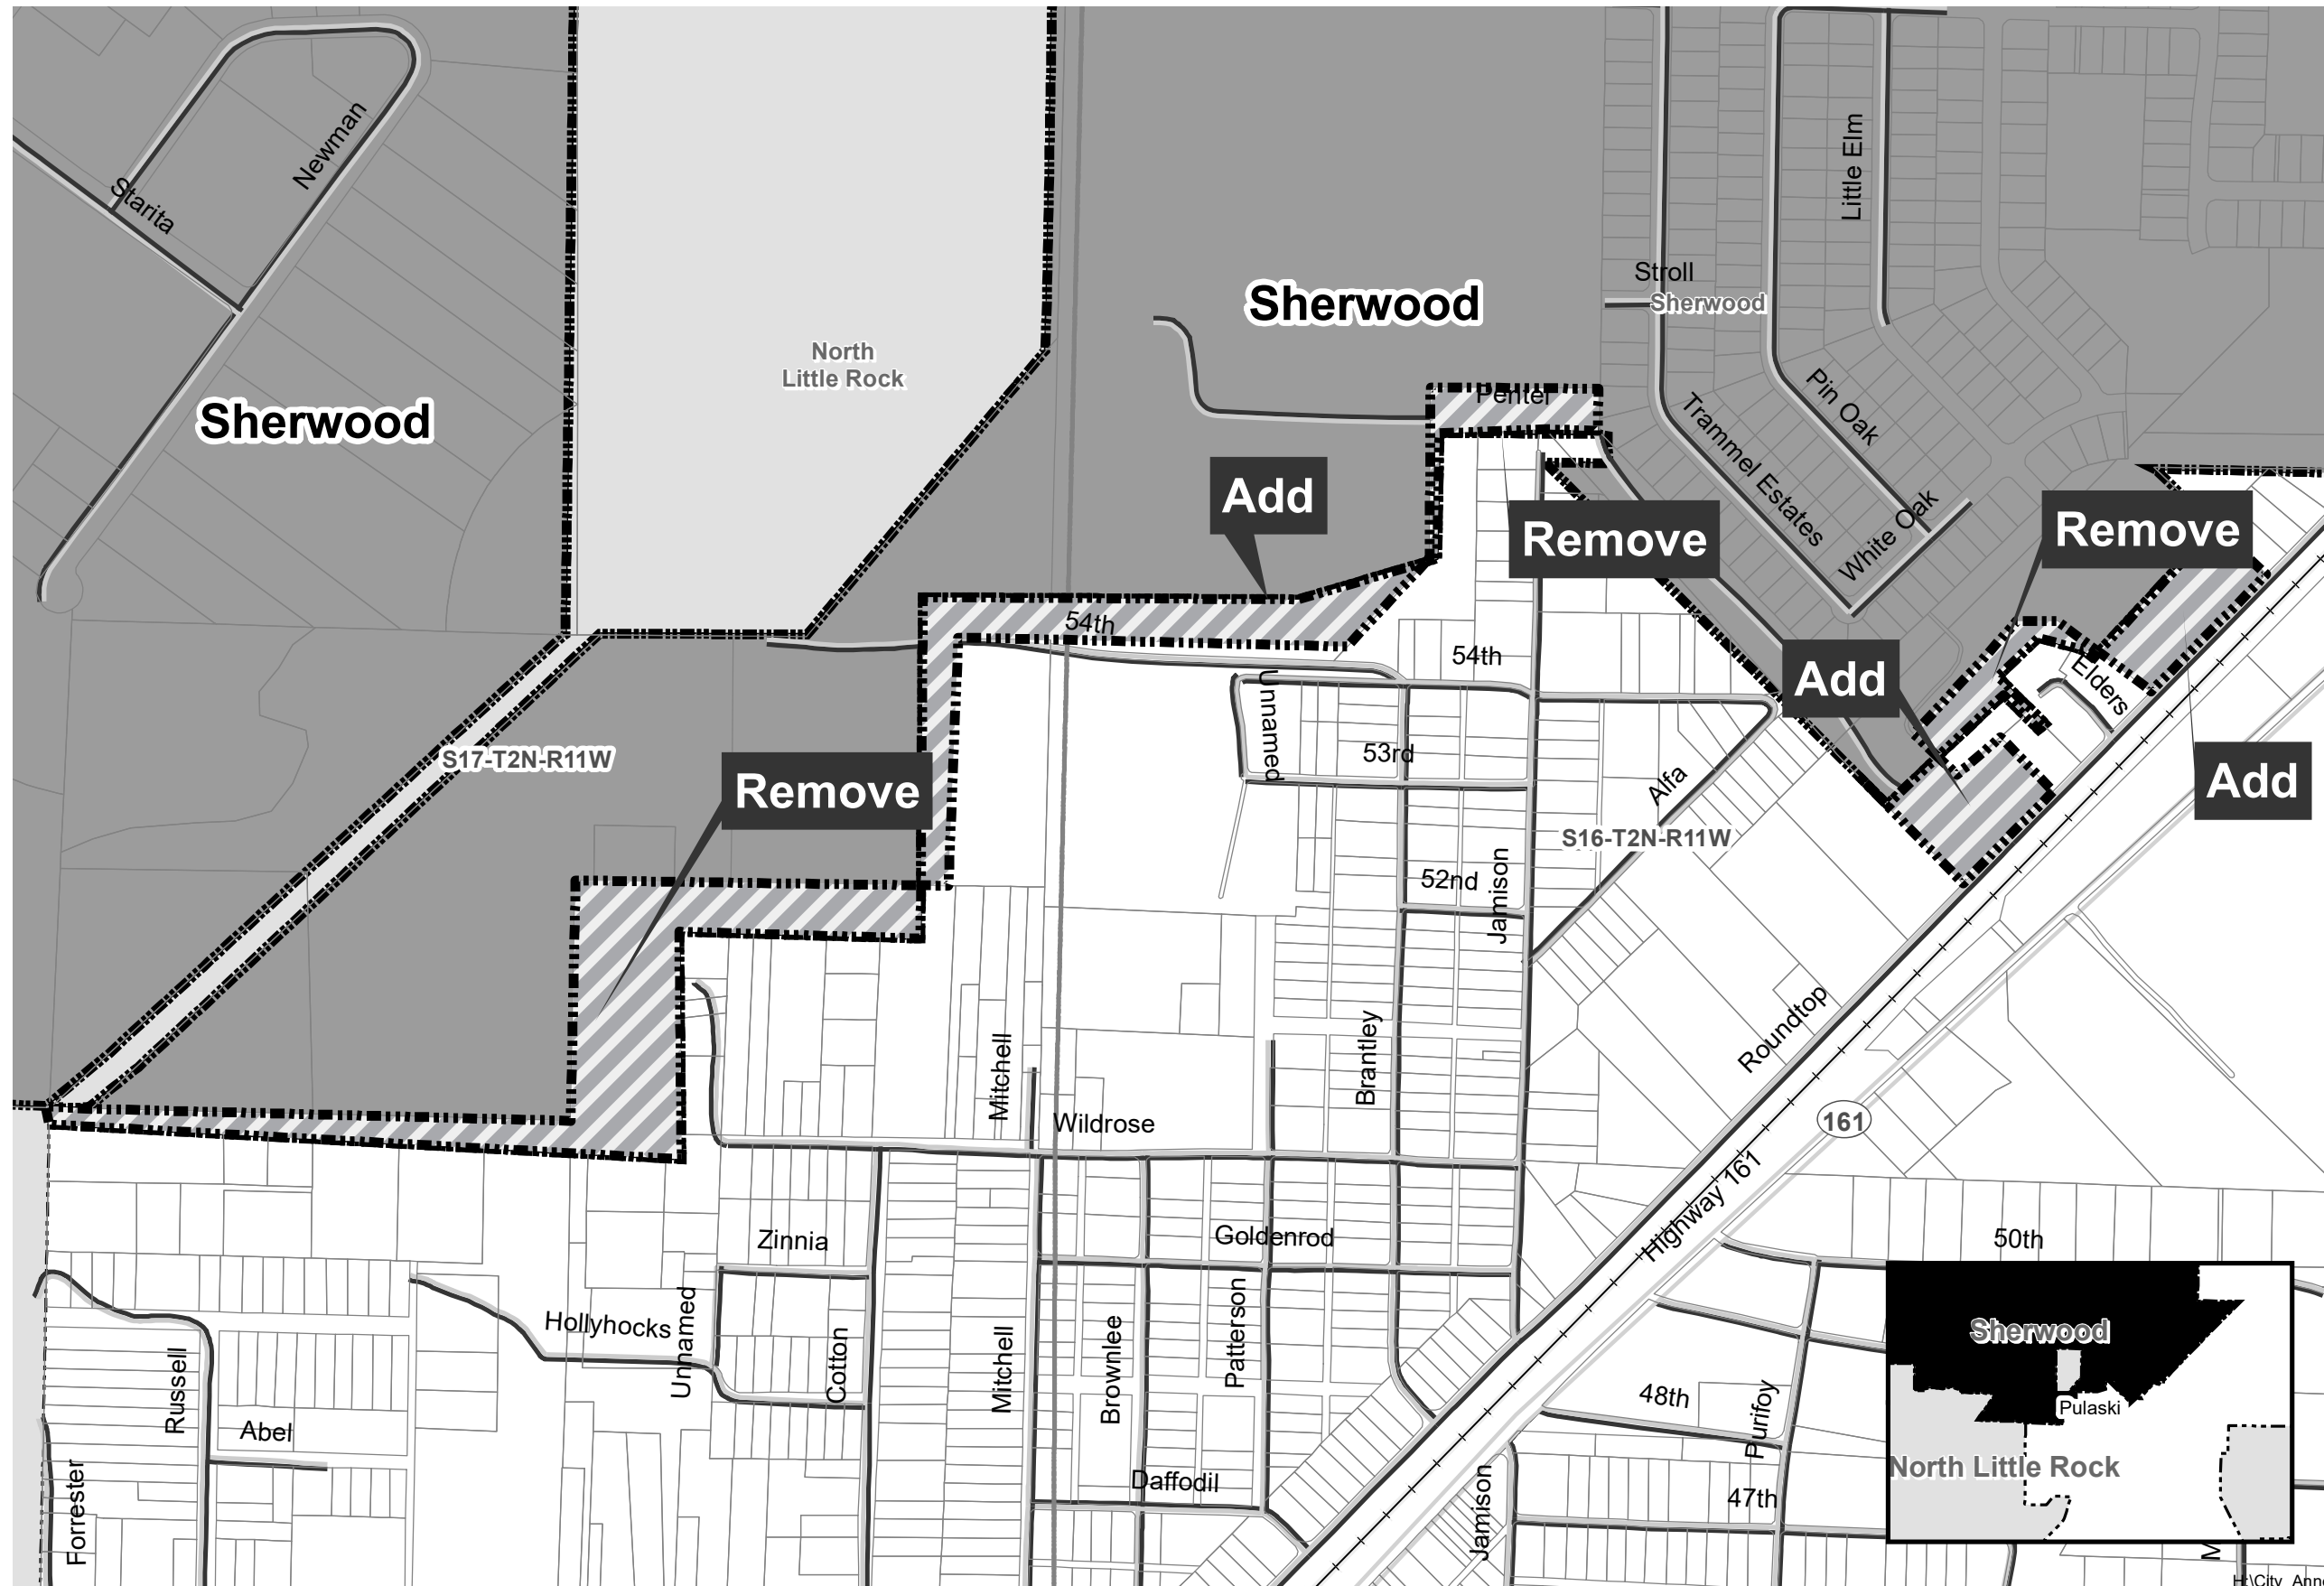 Starita
Newman
Sherwood
North
Little Rock
Sherwood
Stroll
Sherwood
Little Elm
Pin Oak
Trammel Estates
White Oak
Penter
Add
Remove
Remove
54th
54th
Add
Elders
Unnamed
53rd
Alfa
S17-T2N-R11W
Remove
Add
S16-T2N-R11W
52nd
Jamison
Roundtop
Mitchell
Brantley
Wildrose
161
Highway 161
Zinnia
Goldenrod
50th
Hollyhocks
Unnamed
Cotton
Mitchell
Brownlee
Patterson
Russell
Abel
Forrester
Daffodil
48th
Purifoy
47th
Jamison
Sherwood
Pulaski
North Little Rock